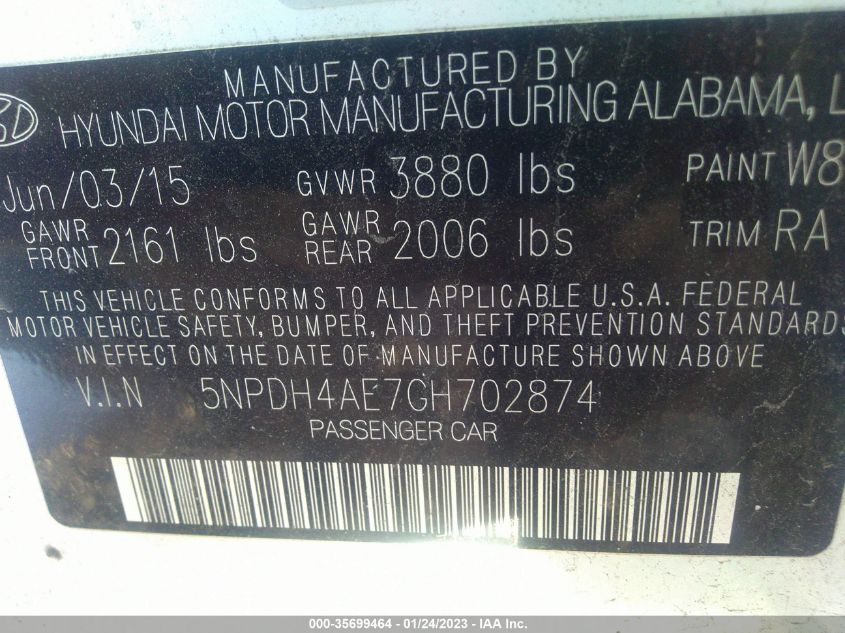 MANUFACTURED BY
HYUNDAI MOTOR MANUFACTURING ALABAMA, L
Jun/03/15 GVWR 3880 lbs PAINT W8
GAWR FRONT 2161 lbs GAWR REAR 2006 lbs TRIM RA
THIS VEHICLE CONFORMS TO ALL APPLICABLE U.S.A. FEDERAL
MOTOR VEHICLE SAFETY, BUMPER, AND THEFT PREVENTION STANDARDS
IN EFFECT ON THE DATE OF MANUFACTURE SHOWN ABOVE
V.I.N 5NPDH4AE7GH702874
PASSENGER CAR
000-35699464 - 01/24/2023 - IAA Inc.